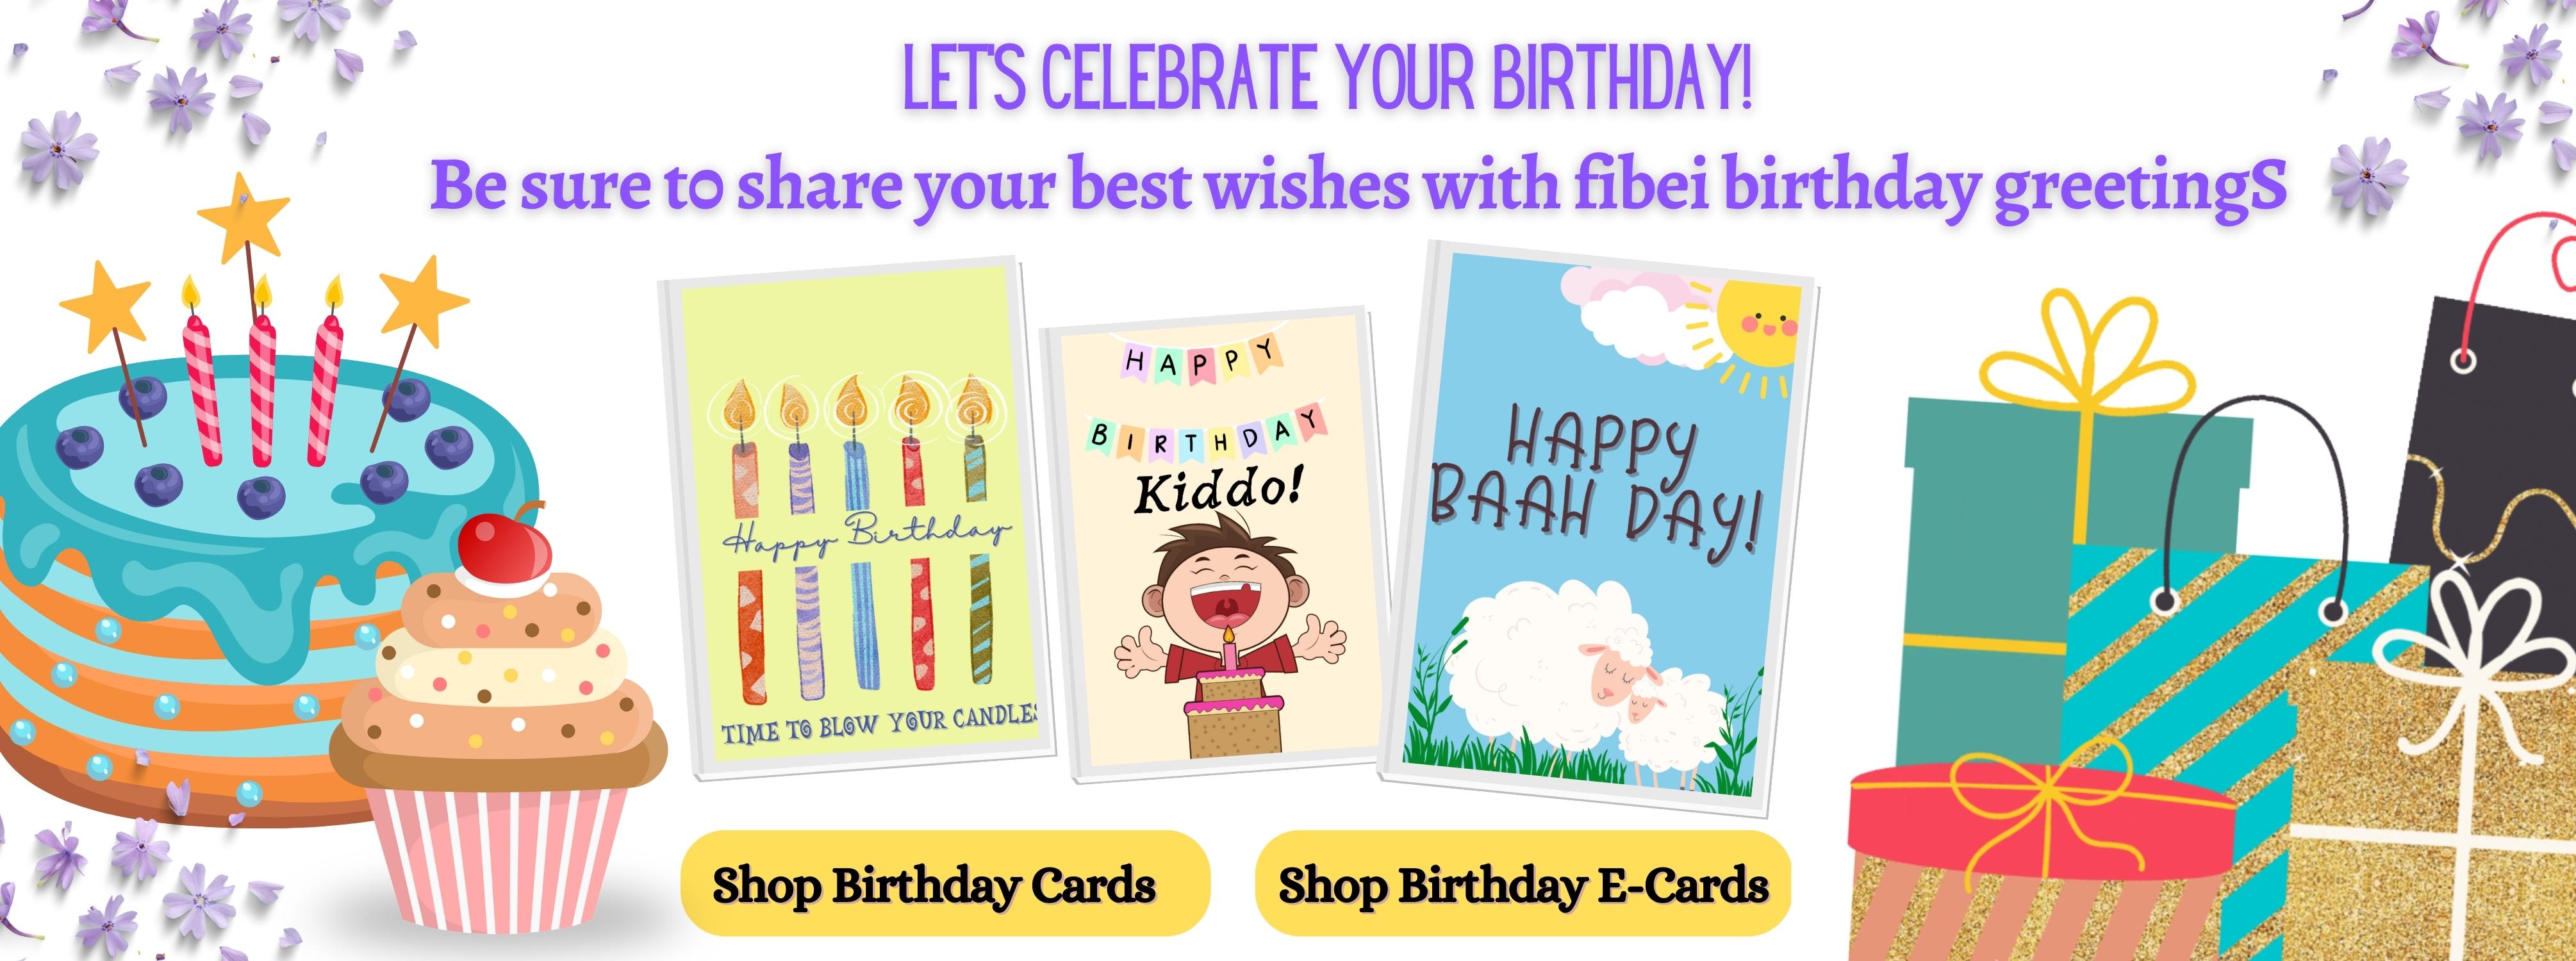 LET'S CELEBRATE YOUR BIRTHDAY!
Be sure to share your best wishes with fibei birthday greetingS
Happy Birthday
TIME TO BLOW YOUR CANDLES
HAPPY
BIRTHDAY
Kiddo!
HAPPY
BAAH DAY!
Shop Birthday Cards
Shop Birthday E-Cards